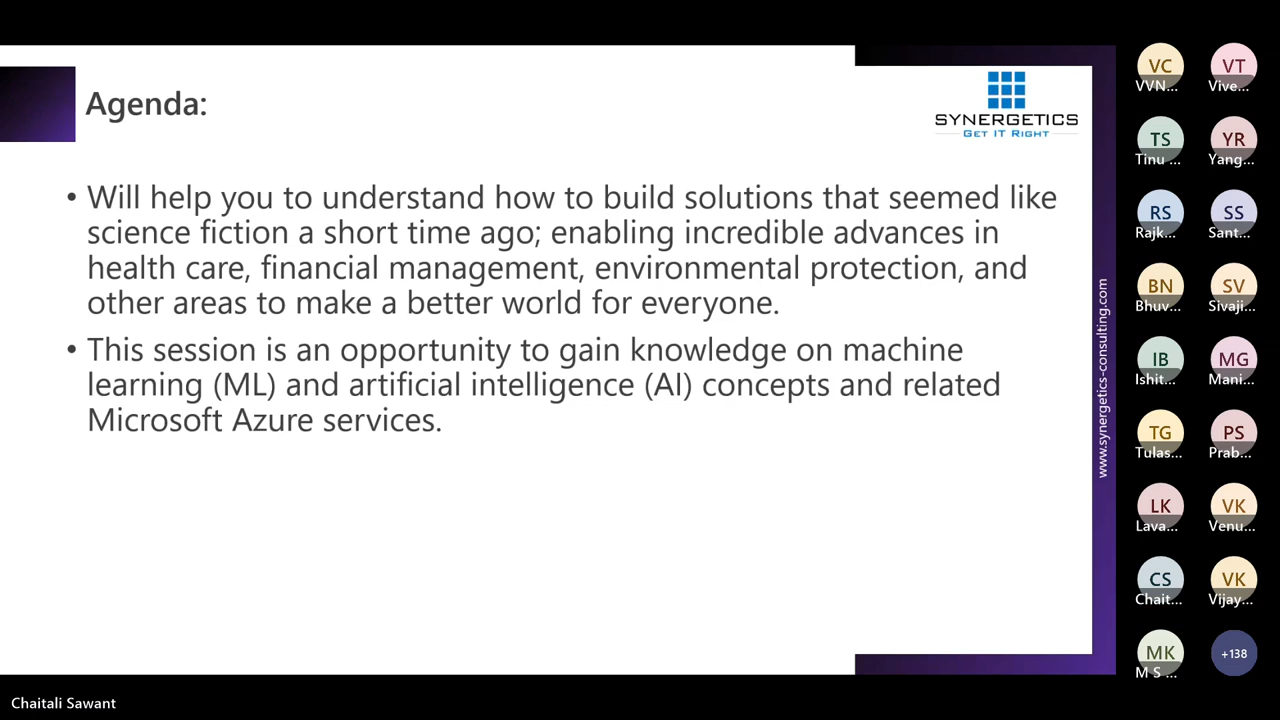 Agenda:
SYNERGETICS
GET IT RIGHT
• Will help you to understand how to build solutions that seemed like
science fiction a short time ago; enabling incredible advances in
health care, financial management, environmental protection, and
other areas to make a better world for everyone.
• This session is an opportunity to gain knowledge on machine
learning (ML) and artificial intelligence (AI) concepts and related
Microsoft Azure services.
www.synergetics-consulting.com
VC
VVN...
VT
Vive...
TS
Tinu ...
YR
Yang...
RS
Rajk...
SS
Sant...
BN
Bhuv...
SV
Sivaji...
IB
Ishit...
MG
Mani...
TG
Tulas...
PS
Prab...
LK
Lava...
VK
Venu...
CS
Chait...
VK
Vijay...
MK
M S ...
+138
Chaitali Sawant